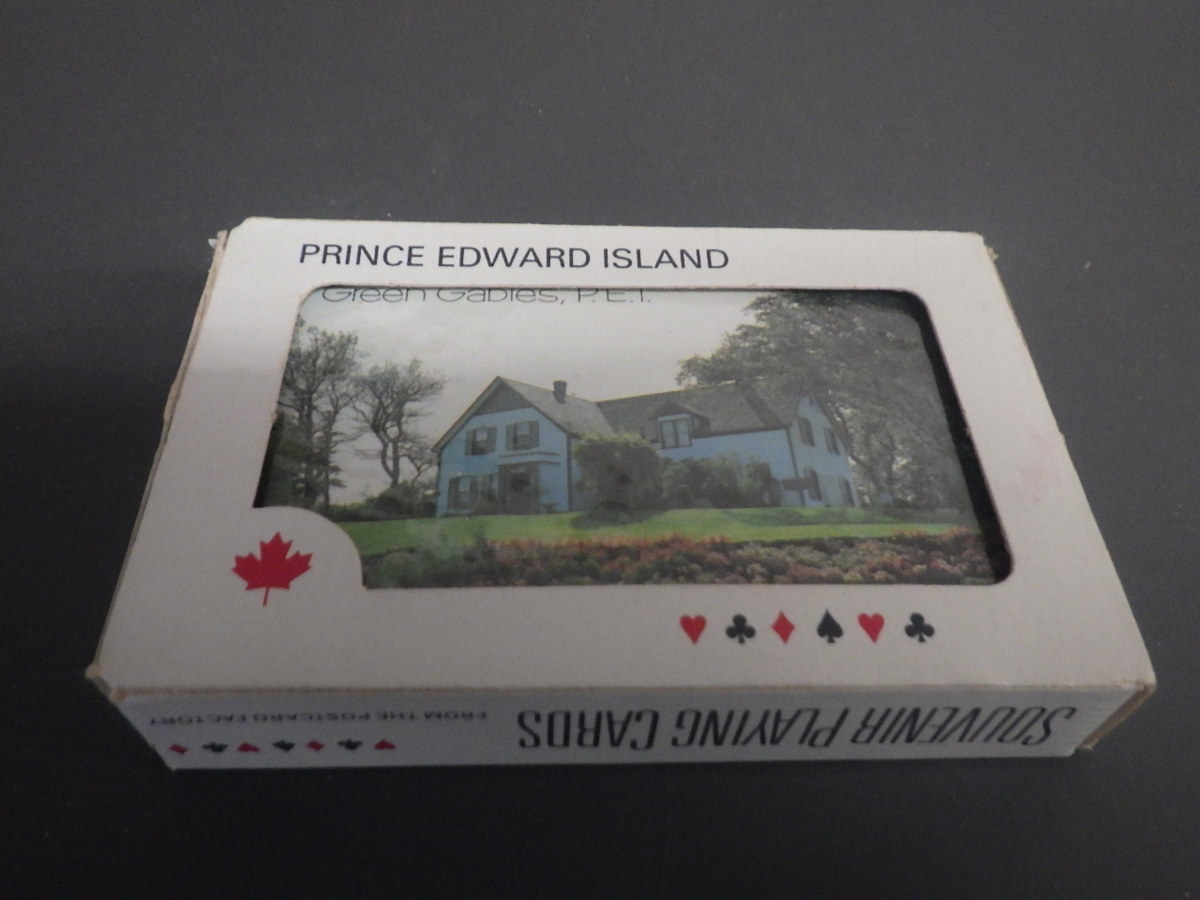 PRINCE EDWARD ISLAND
Green Gables, P.E.I.
SOUVENIR PLAYING CARDS
FROM THE POSTCARD FACTORY